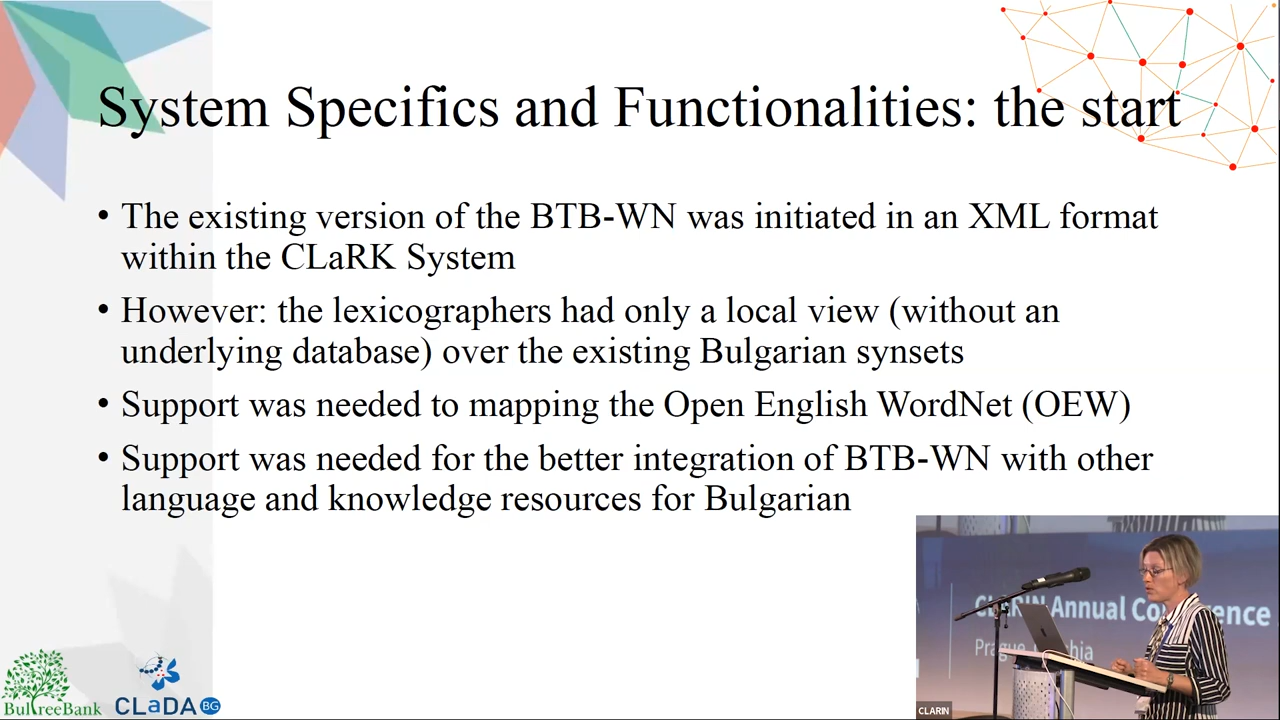 System Specifics and Functionalities: the start
• The existing version of the BTB-WN was initiated in an XML format
within the CLaRK System
• However: the lexicographers had only a local view (without an
underlying database) over the existing Bulgarian synsets
• Support was needed to mapping the Open English WordNet (OEW)
• Support was needed for the better integration of BTB-WN with other
language and knowledge resources for Bulgarian
CLARIN Annual Conference
Prague,
CLARIN
BulTreeBank
CLaDA BG